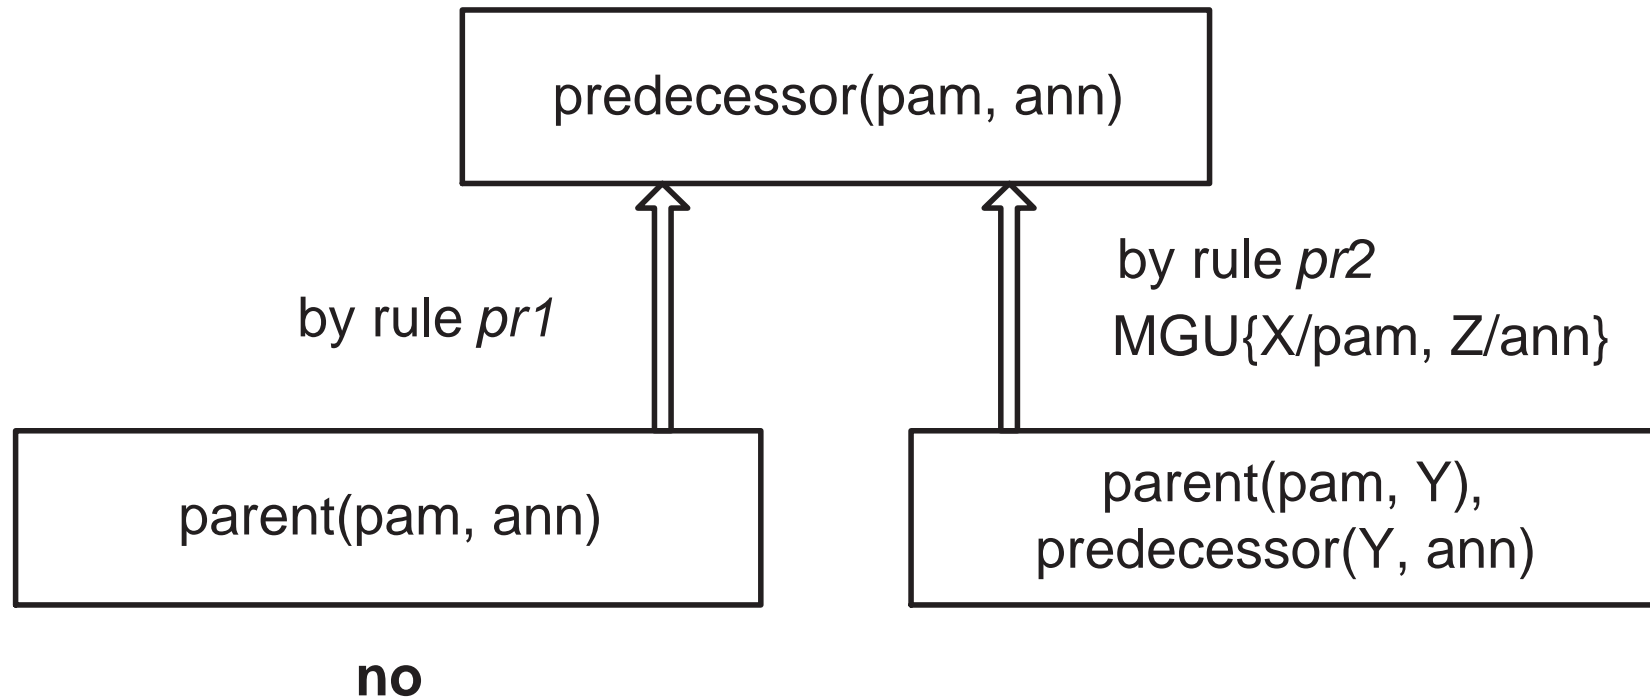 predecessor(pam, ann)
by rule pr1
by rule pr2
MGU{X/pam, Z/ann}
parent(pam, ann)
parent(pam, Y),
predecessor(Y, ann)
no